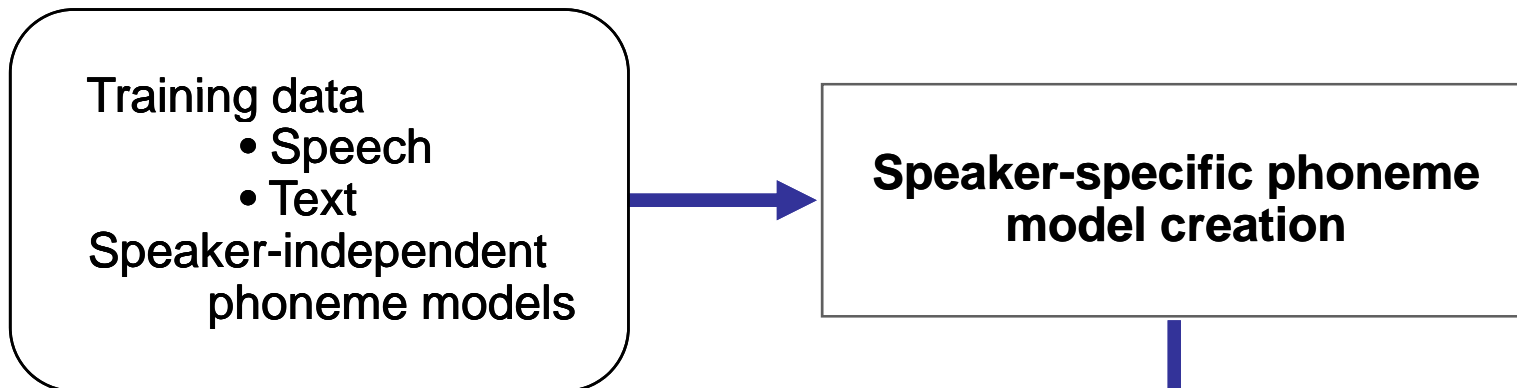 Training data
• Speech
• Text
Speaker-independent
phoneme models
Speaker-specific phoneme
model creation